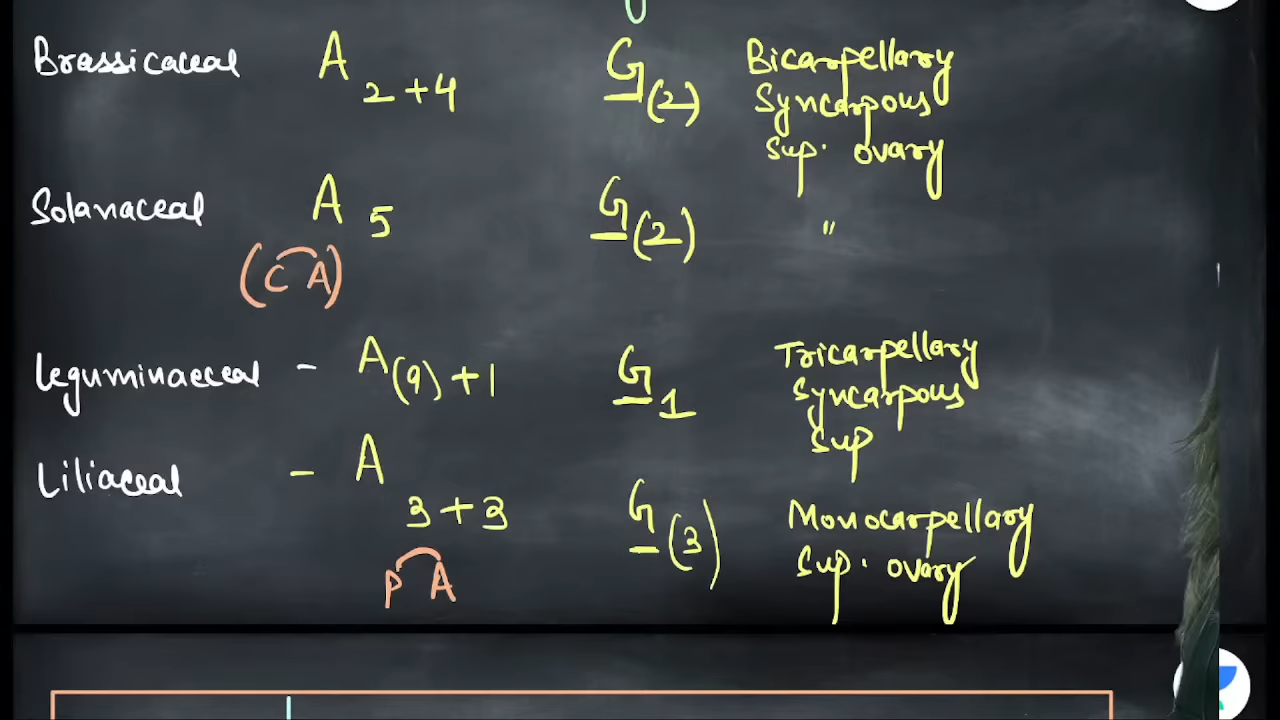 Brassicaceae A 2+4 G(2) Bicarpellary
Syncarpous
Sup. ovary
Solanaceae A 5 G(2) "
(C A)
leguminaeceae - A (9)+1 G 1 Tricarpellary
Syncarpous
Sup
Liliaceae - A 3+3 G(3) Monocarpellary
P A Sup. ovary